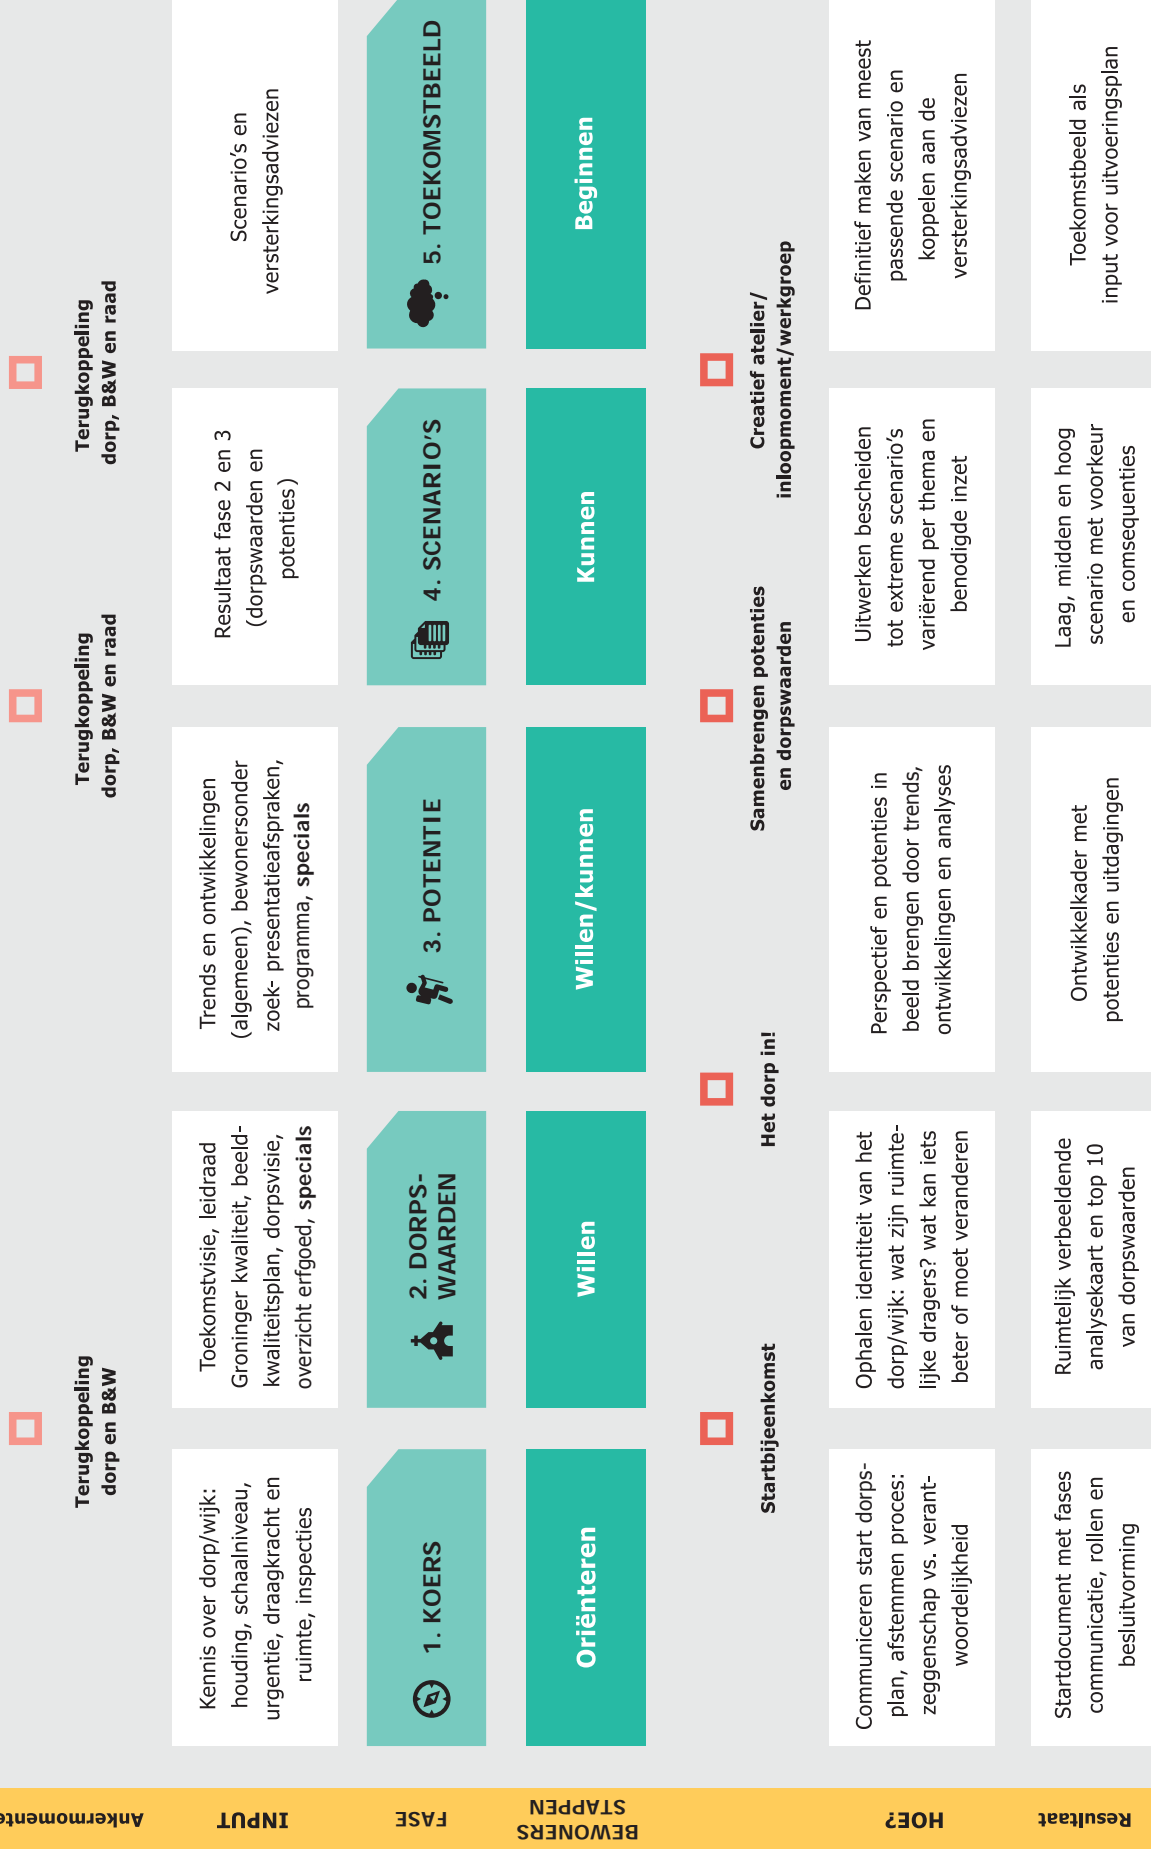 Ankermomente
Terugkoppeling
dorp en B&W
Terugkoppeling
dorp, B&W en raad
Terugkoppeling
dorp, B&W en raad
INPUT
Kennis over dorp/wijk:
houding, schaalniveau,
urgentie, draagkracht en
ruimte, inspecties
Toekomstvisie, leidraad
Groninger kwaliteit, beeld-
kwaliteitsplan, dorpsvisie,
overzicht erfgoed, specials
Trends en ontwikkelingen
(algemeen), bewonersonder
zoek- presentatieafspraken,
programma, specials
Resultaat fase 2 en 3
(dorpswaarden en
potenties)
Scenario's en
versterkingsadviezen
FASE
1. KOERS
2. DORPS-
WAARDEN
3. POTENTIE
4. SCENARIO'S
5. TOEKOMSTBEELD
BEWONERS
STAPPEN
Oriënteren
Willen
Willen/kunnen
Kunnen
Beginnen
Startbijeenkomst
Het dorp in!
Samenbrengen potenties
en dorpswaarden
Creatief atelier/
inloopmoment/werkgroep
HOE?
Communiceren start dorps-
plan, afstemmen proces:
zeggenschap vs. verant-
woordelijkheid
Ophalen identiteit van het
dorp/wijk: wat zijn ruimte-
lijke dragers? wat kan iets
beter of moet veranderen
Perspectief en potenties in
beeld brengen door trends,
ontwikkelingen en analyses
Uitwerken bescheiden
tot extreme scenario's
variërend per thema en
benodigde inzet
Definitief maken van meest
passende scenario en
koppelen aan de
versterkingsadviezen
Resultaat
Startdocument met fases
communicatie, rollen en
besluitvorming
Ruimtelijk verbeeldende
analysekaart en top 10
van dorpswaarden
Ontwikkelkader met
potenties en uitdagingen
Laag, midden en hoog
scenario met voorkeur
en comsequenties
Toekomstbeeld als
input voor uitvoeringsplan